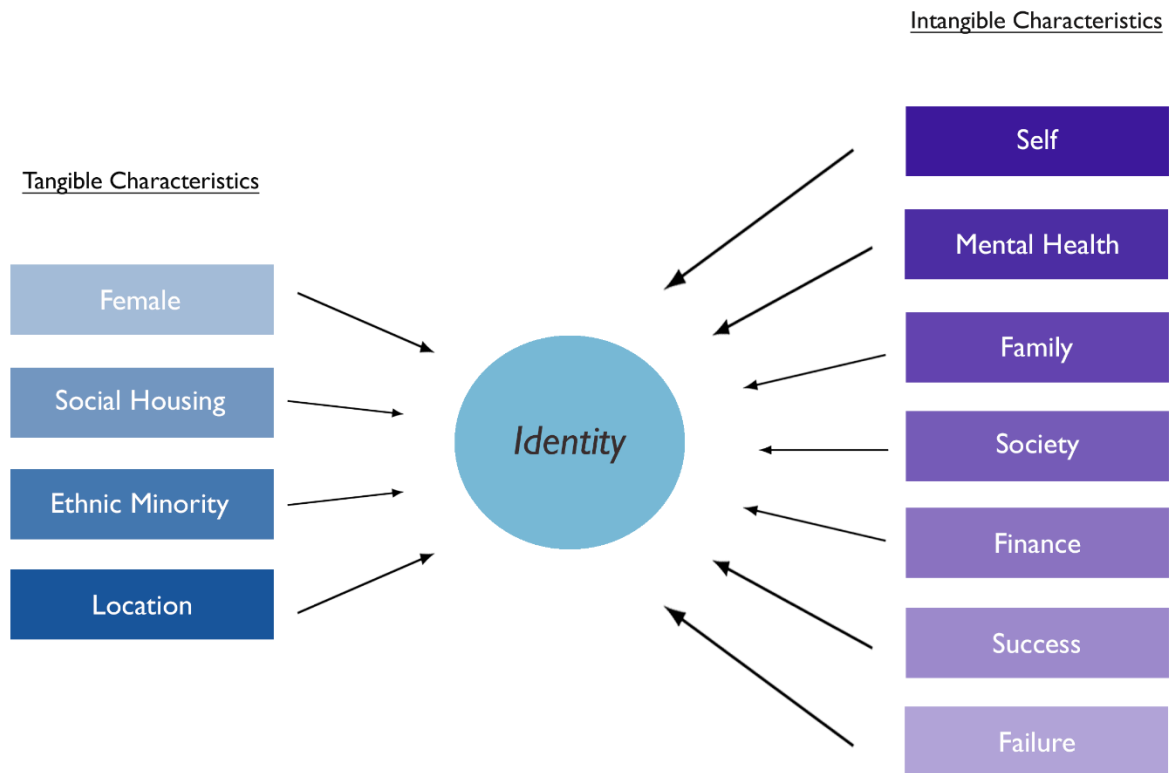 Tangible Characteristics
Female
Social Housing
Ethnic Minority
Location
Identity
Intangible Characteristics
Self
Mental Health
Family
Society
Finance
Success
Failure